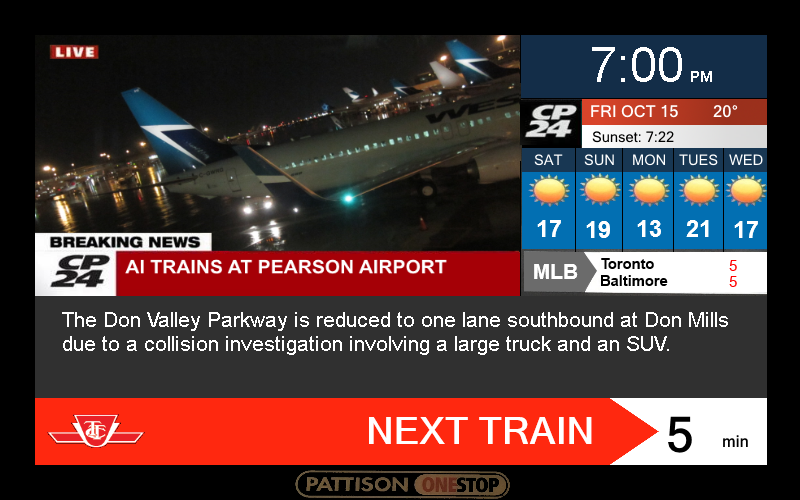 LIVE
WES
BREAKING NEWS
CP
24
AI TRAINS AT PEARSON AIRPORT
7:00 PM
CP
24
FRI OCT 15 20°
Sunset: 7:22
SAT SUN MON TUES WED
17 19 13 21 17
MLB
Toronto 5
Baltimore 5
The Don Valley Parkway is reduced to one lane southbound at Don Mills
due to a collision investigation involving a large truck and an SUV.
TTC
NEXT TRAIN 5 min
PATTISON ONESTOP